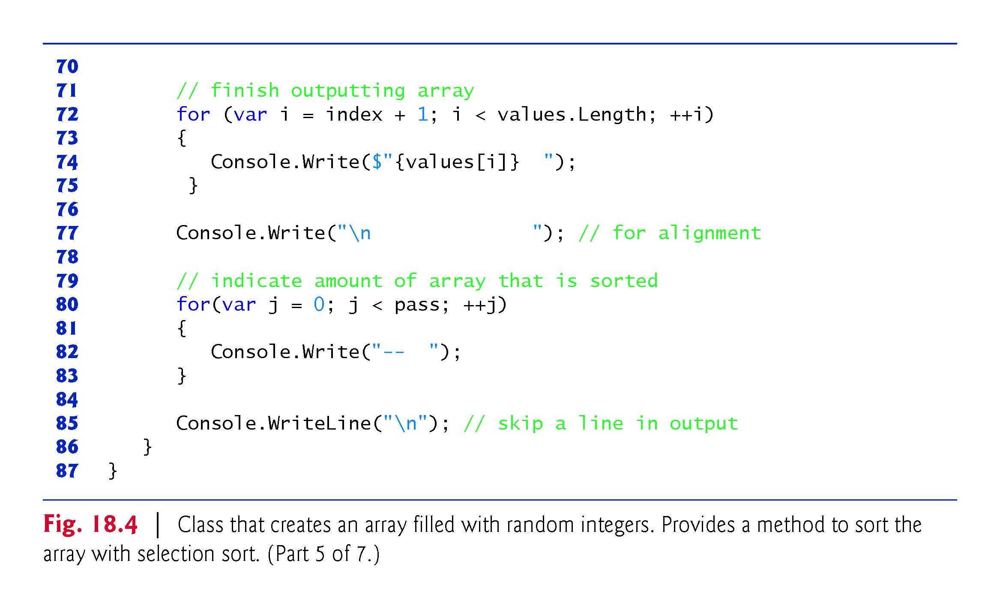 70
71         // finish outputting array
72         for (var i = index + 1; i < values.Length; ++i)
73         {
74            Console.Write($"{values[i]}  ");
75          }
76
77         Console.Write("\n              "); // for alignment
78
79         // indicate amount of array that is sorted
80         for(var j = 0; j < pass; ++j)
81         {
82            Console.Write("--  ");
83         }
84
85         Console.WriteLine("\n"); // skip a line in output
86      }
87   }
Fig. 18.4 | Class that creates an array filled with random integers. Provides a method to sort the
array with selection sort. (Part 5 of 7.)